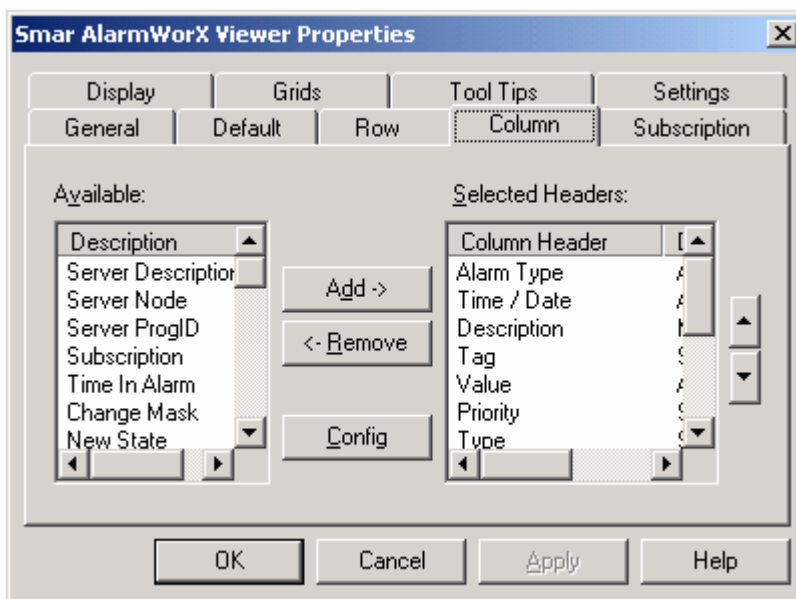 Smar AlarmWorX Viewer Properties
Display Grids Tool Tips Settings
General Default Row Column Subscription
Available:
Description
Server Description
Server Node
Server ProgID
Subscription
Time In Alarm
Change Mask
New State
Add ->
<- Remove
Config
Selected Headers:
Column Header
Alarm Type
Time / Date
Description
Tag
Value
Priority
Type
OK Cancel Apply Help